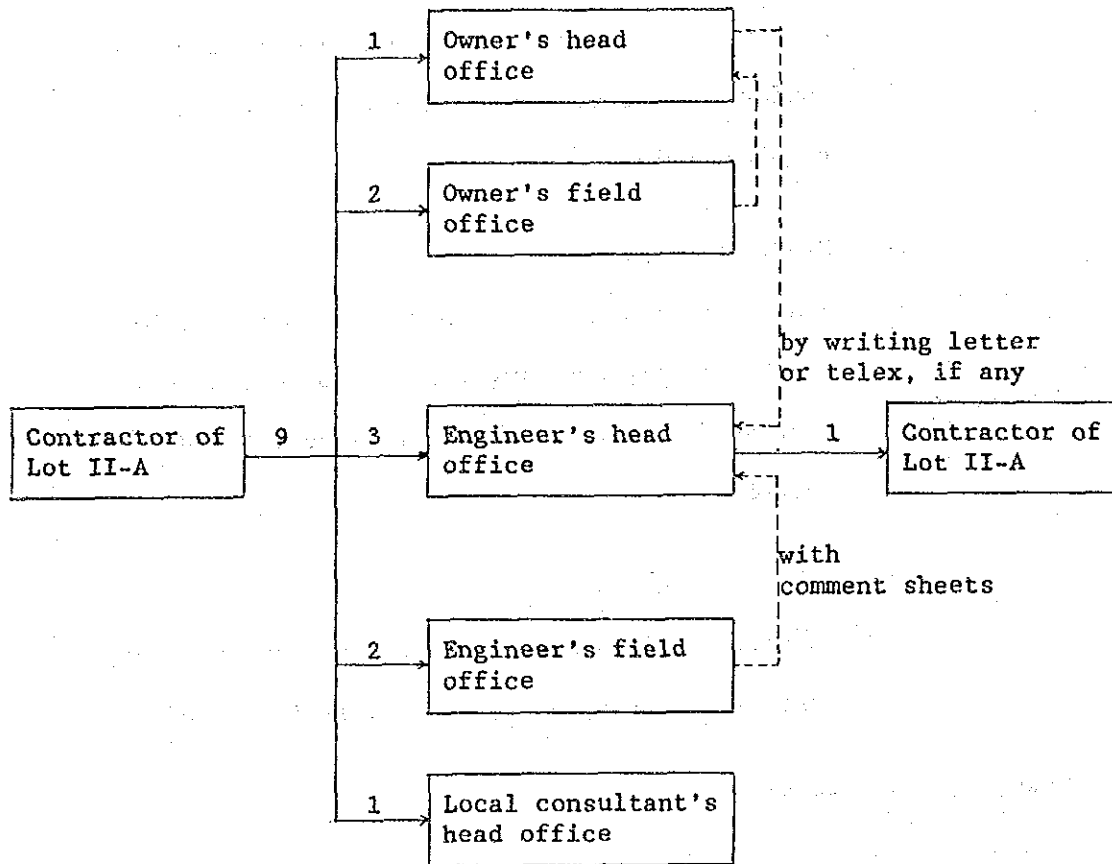 1
Owner's head
office
2
Owner's field
office
by writing letter
or telex, if any
Contractor of
Lot II-A
9
3
Engineer's head
office
1
Contractor of
Lot II-A
with
comment sheets
2
Engineer's field
office
1
Local consultant's
head office